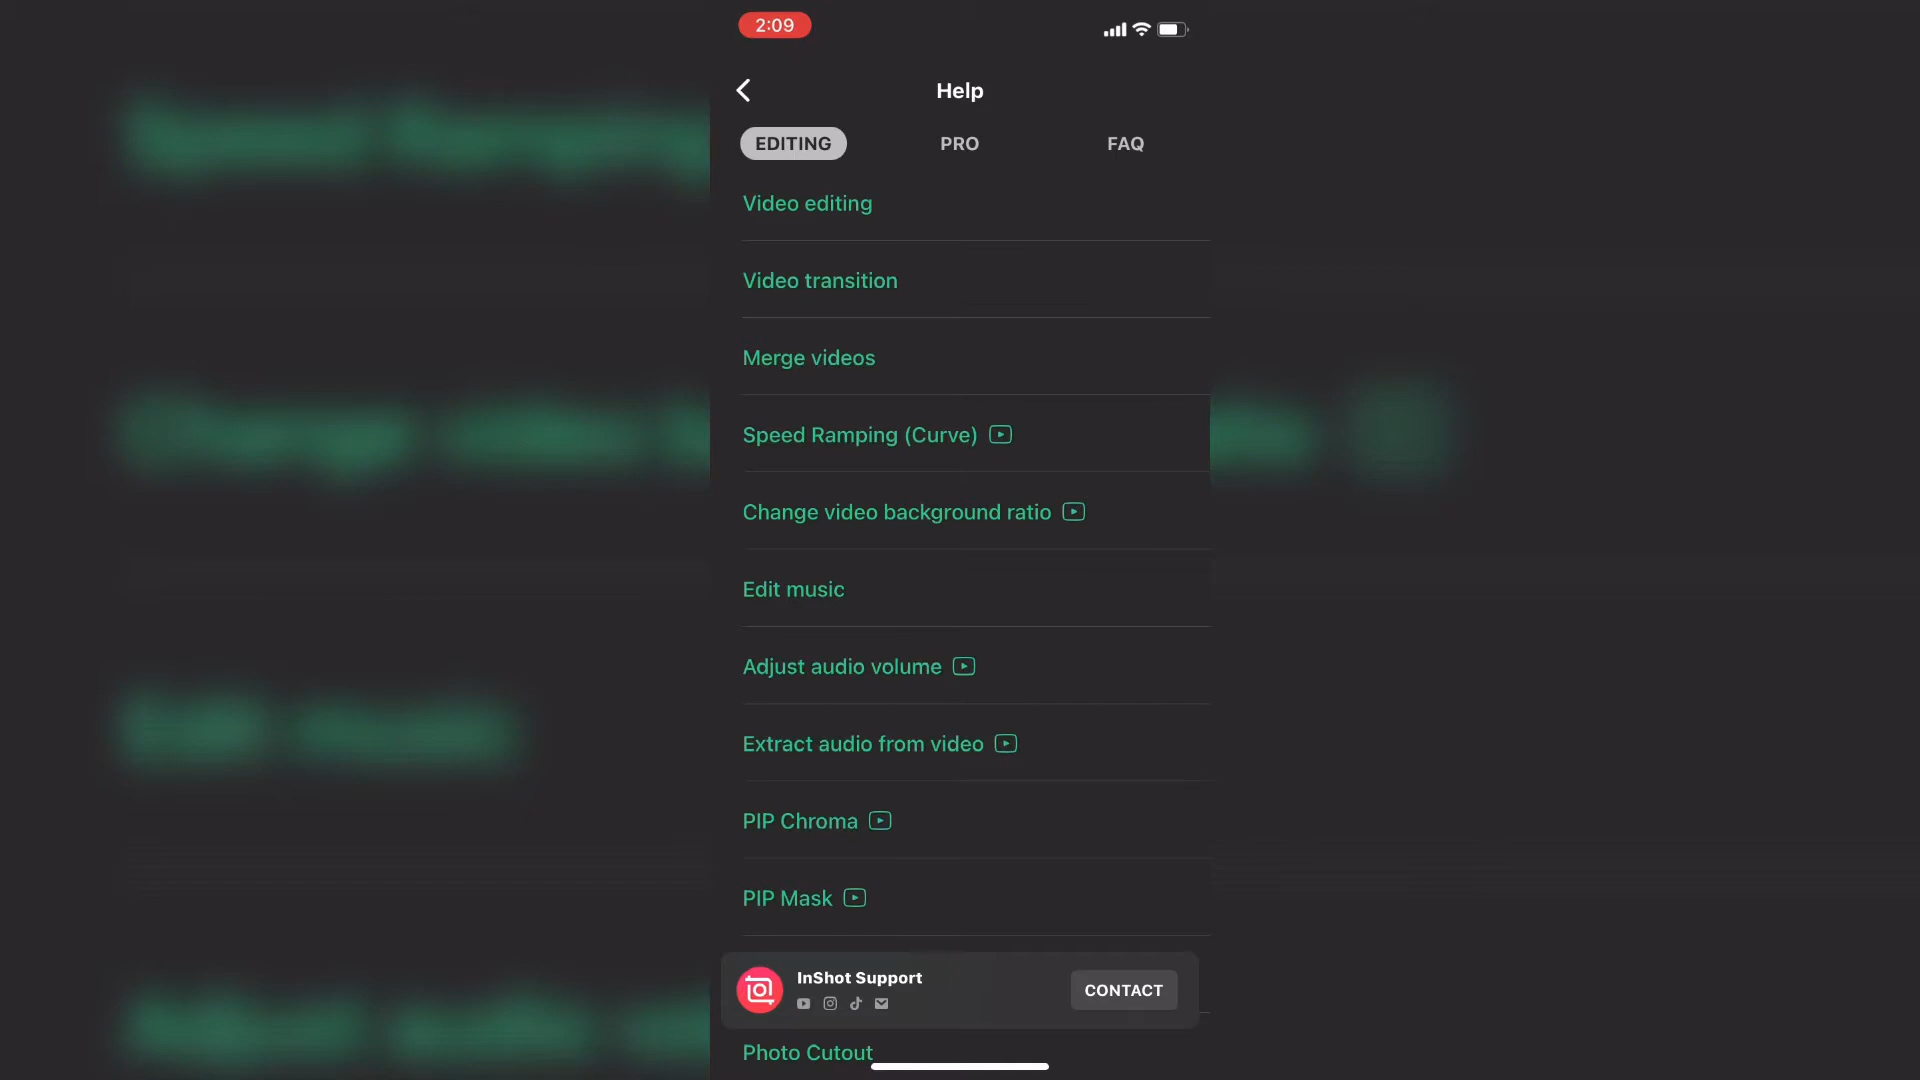 2:09
Help
EDITING
PRO
FAQ
Video editing
Video transition
Merge videos
Speed Ramping (Curve)
Change video background ratio
Edit music
Adjust audio volume
Extract audio from video
PIP Chroma
PIP Mask
InShot Support
CONTACT
Photo Cutout